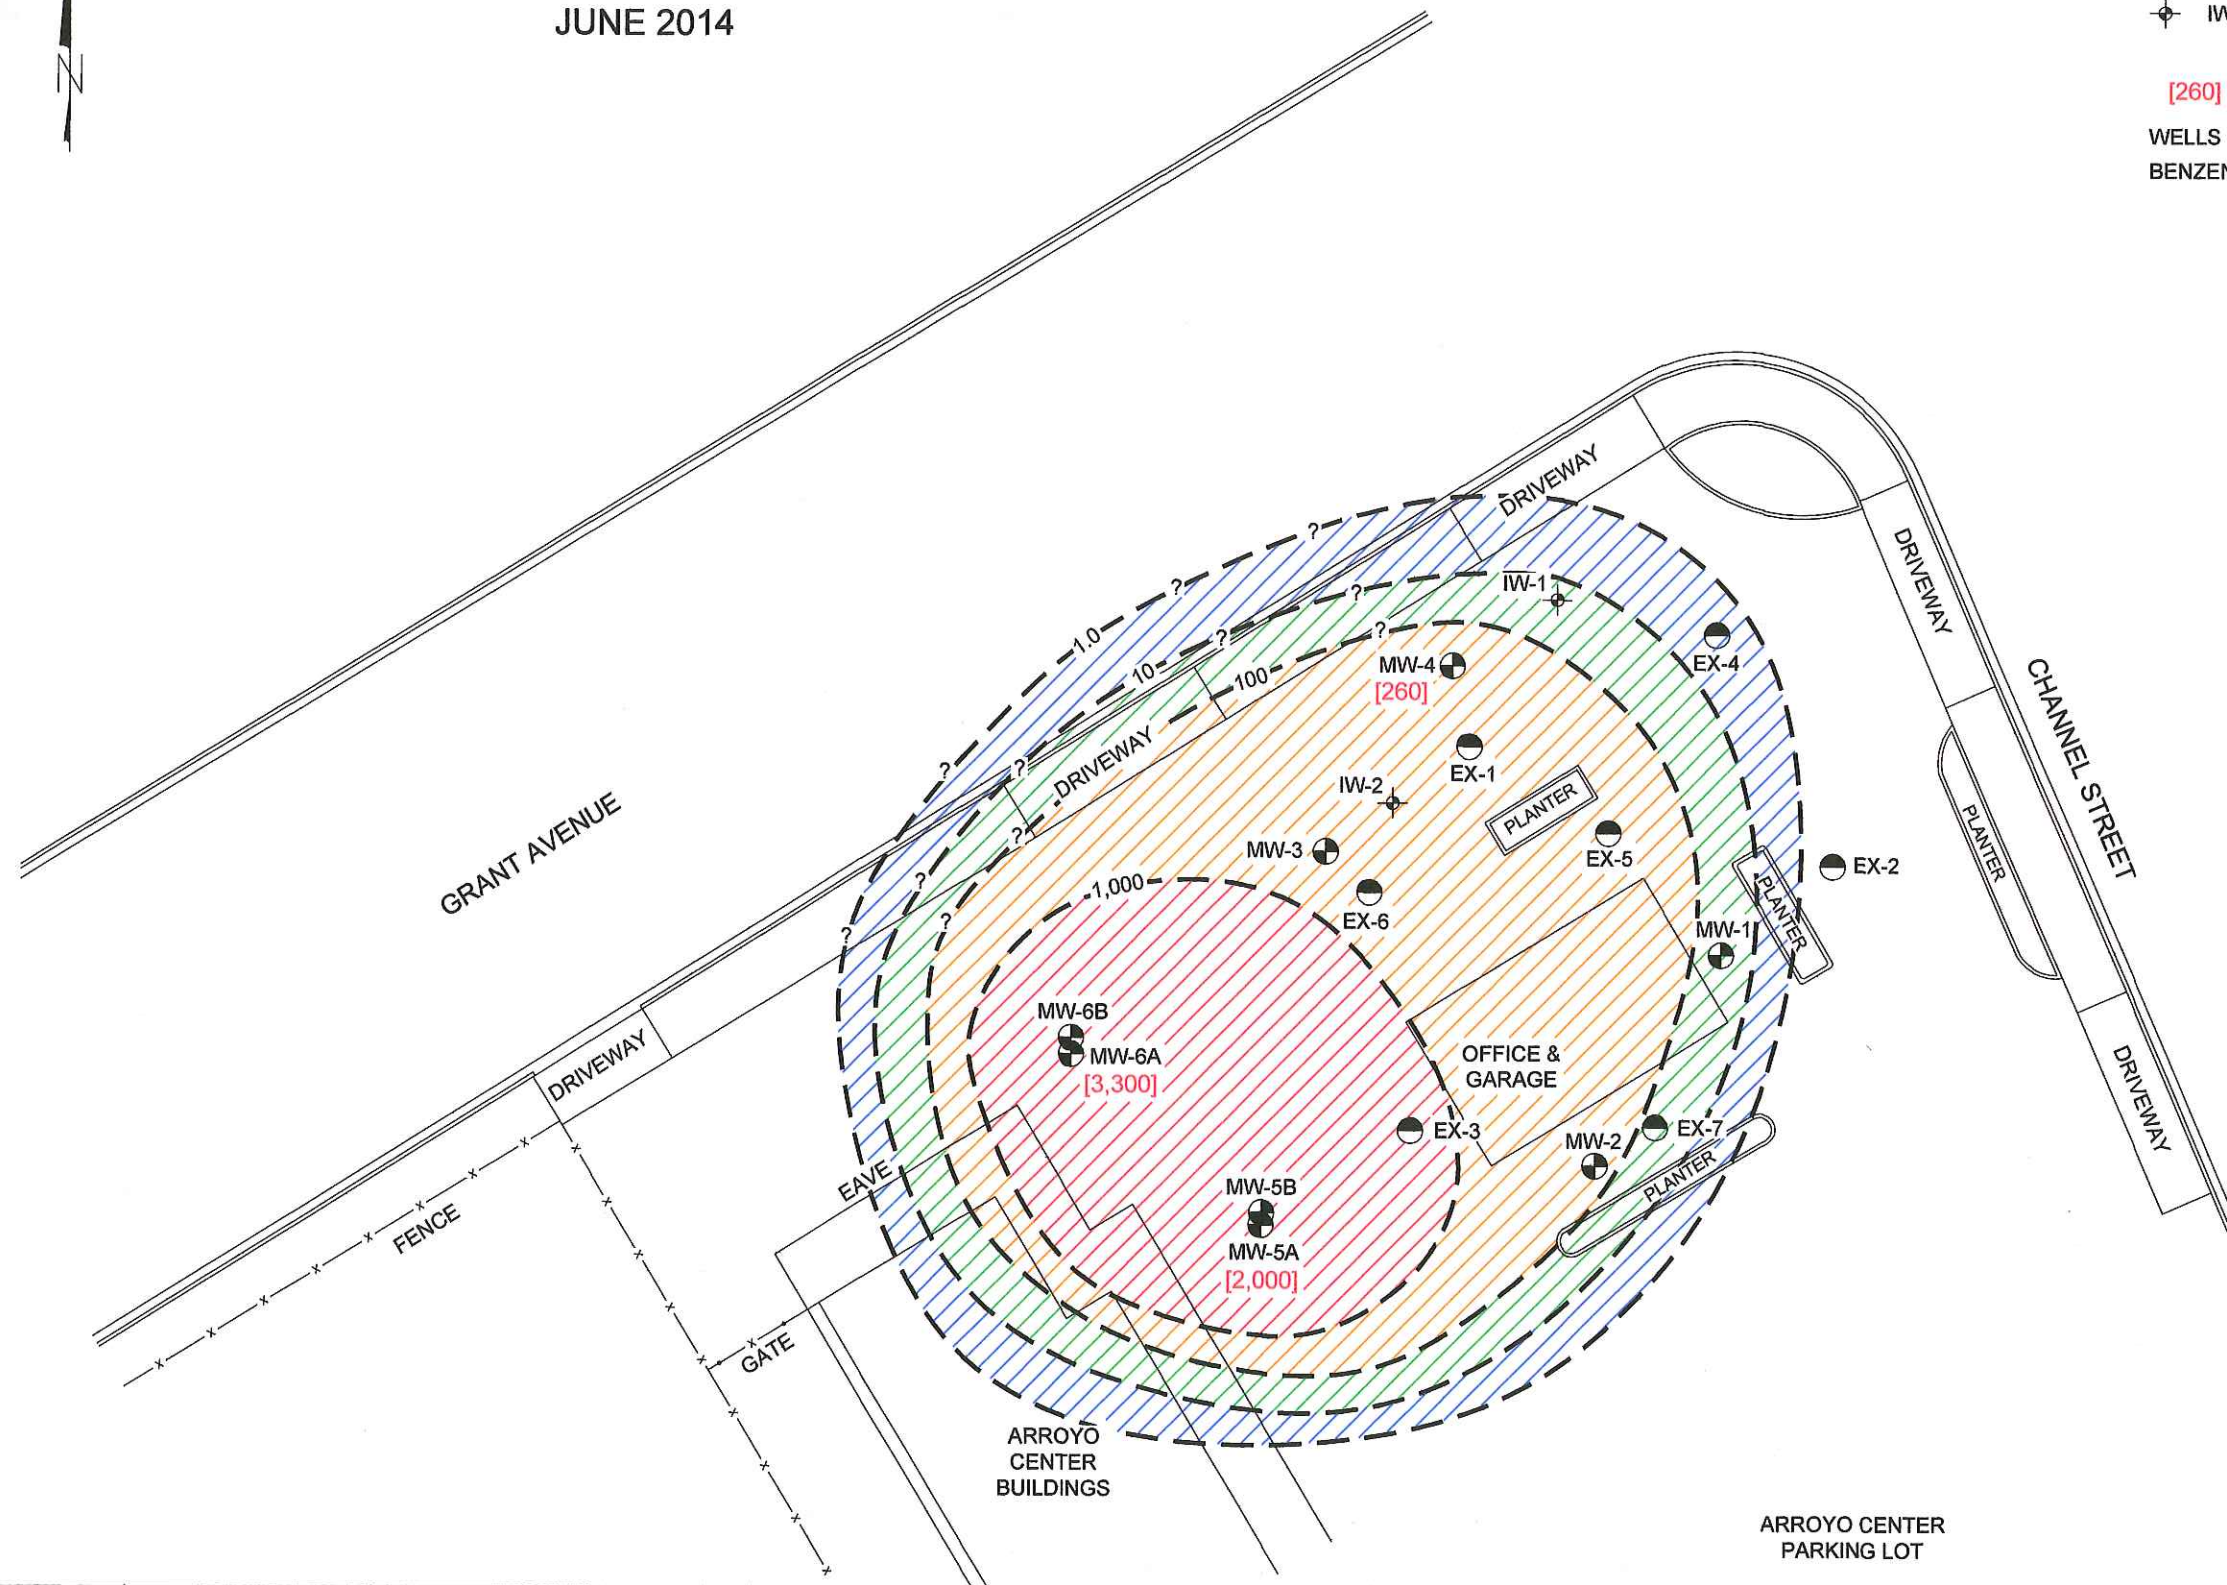 JUNE 2014
N
IW
[260]
WELLS
BENZEN
DRIVEWAY
?
?
1.0
?
?
IW-1
DRIVEWAY
EX-4
?
?
10
?
?
?
100
MW-4
[260]
CHANNEL STREET
DRIVEWAY
EX-1
IW-2
PLANTER
PLANTER
GRANT AVENUE
?
?
?
MW-3
EX-5
EX-2
1,000
EX-6
PLANTER
MW-1
MW-6B
MW-6A
[3,300]
OFFICE &
GARAGE
DRIVEWAY
DRIVEWAY
EX-3
EX-7
MW-2
PLANTER
EAVE
MW-5B
MW-5A
[2,000]
FENCE
GATE
ARROYO
CENTER
BUILDINGS
ARROYO CENTER
PARKING LOT